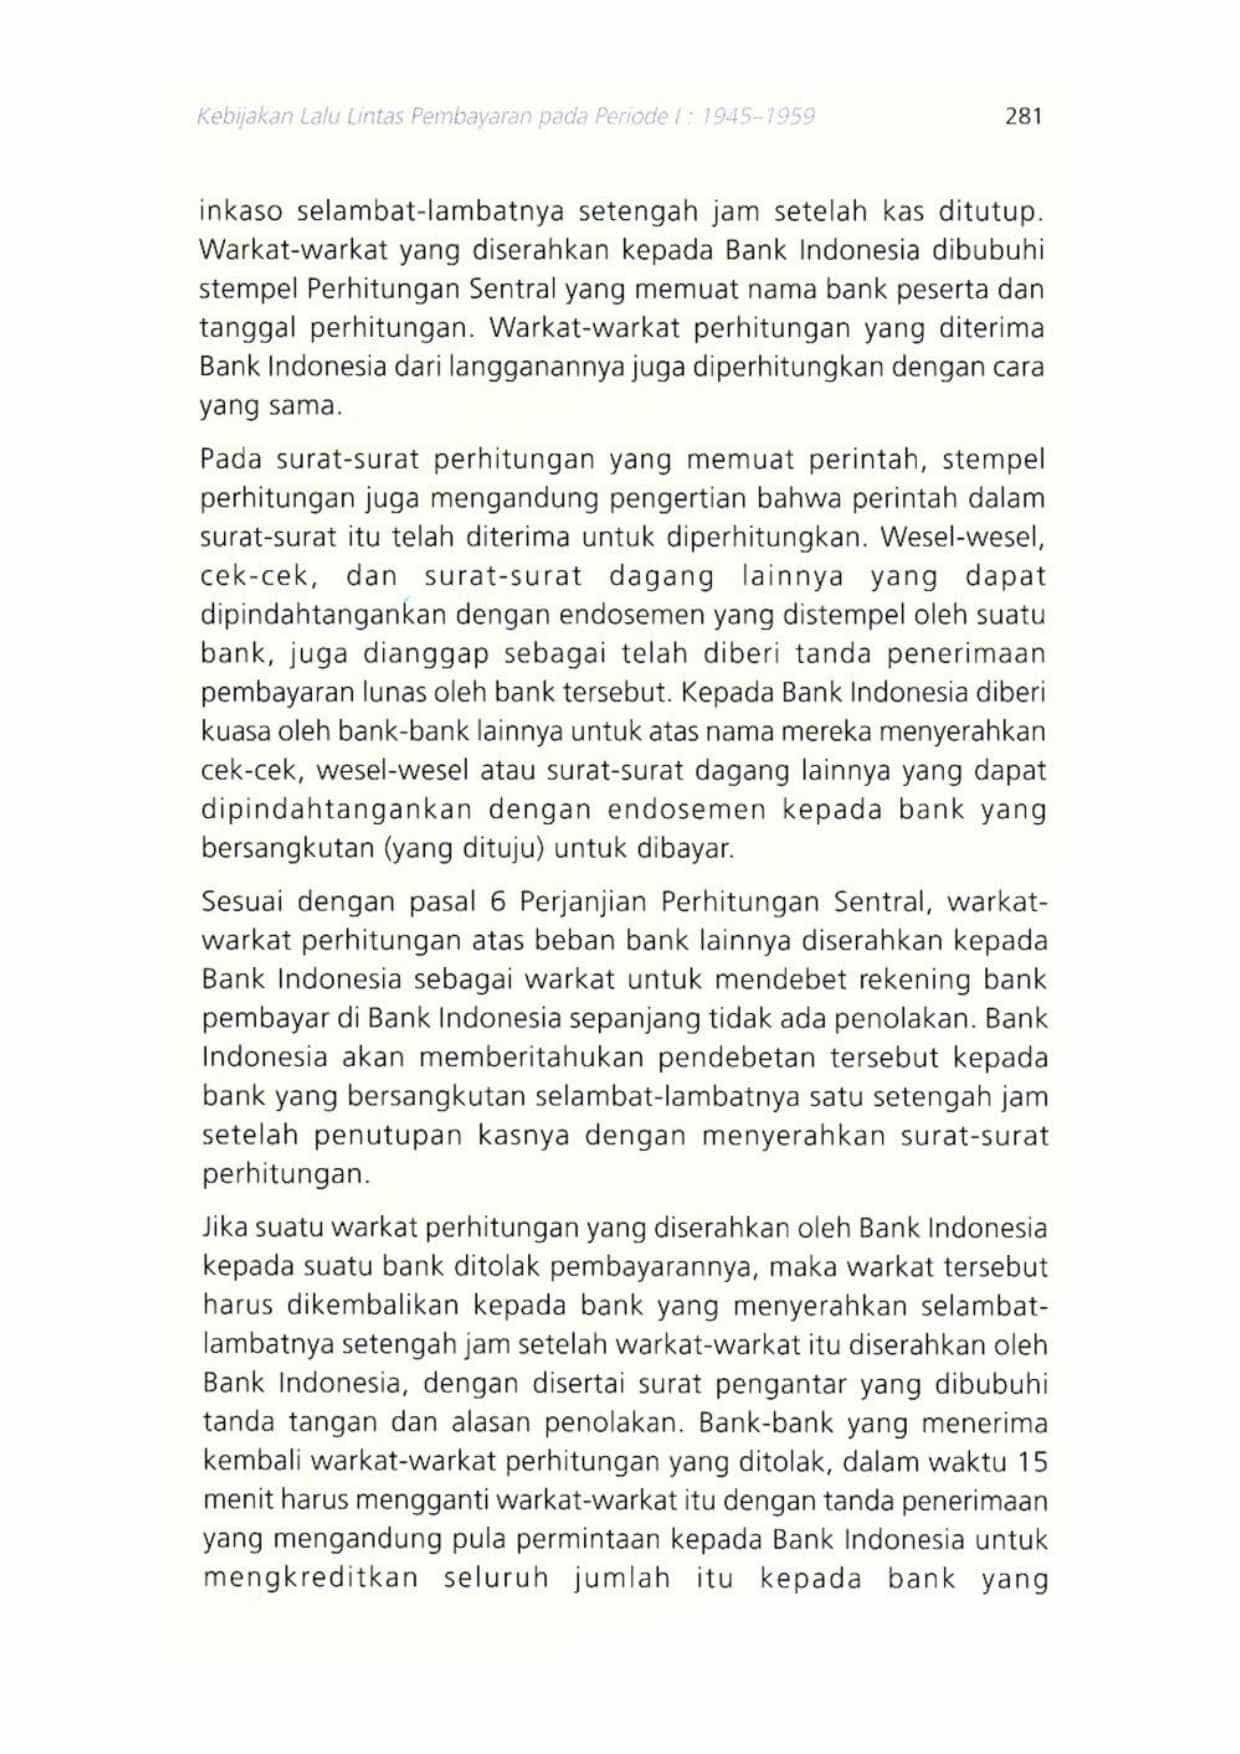 Kebijakan Lalu Lintas Pembayaran pada Periode I : 1945–1959 281
inkaso selambat-lambatnya setengah jam setelah kas ditutup.
Warkat-warkat yang diserahkan kepada Bank Indonesia dibubuhi
stempel Perhitungan Sentral yang memuat nama bank peserta dan
tanggal perhitungan. Warkat-warkat perhitungan yang diterima
Bank Indonesia dari langganannya juga diperhitungkan dengan cara
yang sama.
Pada surat-surat perhitungan yang memuat perintah, stempel
perhitungan juga mengandung pengertian bahwa perintah dalam
surat-surat itu telah diterima untuk diperhitungkan. Wesel-wesel,
cek-cek, dan surat-surat dagang lainnya yang dapat
dipindahtangankan dengan endosemen yang distempel oleh suatu
bank, juga dianggap sebagai telah diberi tanda penerimaan
pembayaran lunas oleh bank tersebut. Kepada Bank Indonesia diberi
kuasa oleh bank-bank lainnya untuk atas nama mereka menyerahkan
cek-cek, wesel-wesel atau surat-surat dagang lainnya yang dapat
dipindahtangankan dengan endosemen kepada bank yang
bersangkutan (yang dituju) untuk dibayar.
Sesuai dengan pasal 6 Perjanjian Perhitungan Sentral, warkat-
warkat perhitungan atas beban bank lainnya diserahkan kepada
Bank Indonesia sebagai warkat untuk mendebet rekening bank
pembayar di Bank Indonesia sepanjang tidak ada penolakan. Bank
Indonesia akan memberitahukan pendebetan tersebut kepada
bank yang bersangkutan selambat-lambatnya satu setengah jam
setelah penutupan kasnya dengan menyerahkan surat-surat
perhitungan.
Jika suatu warkat perhitungan yang diserahkan oleh Bank Indonesia
kepada suatu bank ditolak pembayarannya, maka warkat tersebut
harus dikembalikan kepada bank yang menyerahkan selambat-
lambatnya setengah jam setelah warkat-warkat itu diserahkan oleh
Bank Indonesia, dengan disertai surat pengantar yang dibubuhi
tanda tangan dan alasan penolakan. Bank-bank yang menerima
kembali warkat-warkat perhitungan yang ditolak, dalam waktu 15
menit harus mengganti warkat-warkat itu dengan tanda penerimaan
yang mengandung pula permintaan kepada Bank Indonesia untuk
mengkreditkan seluruh jumlah itu kepada bank yang